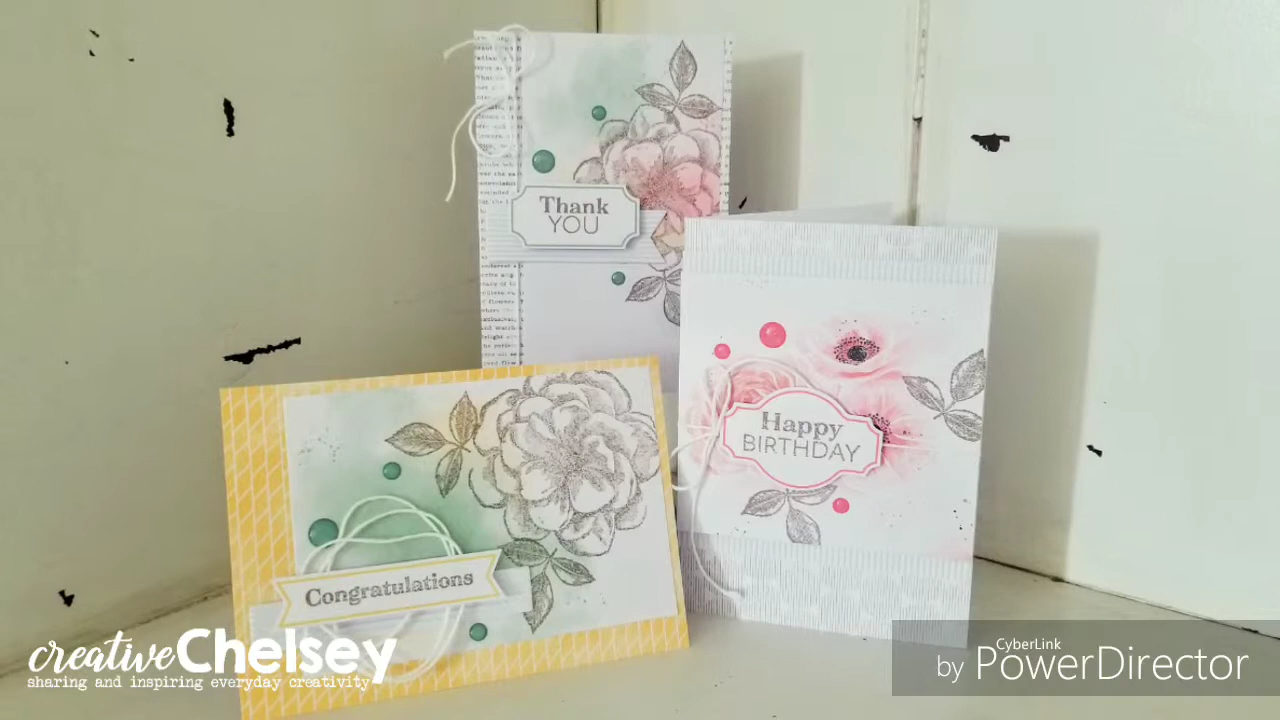 Thank
YOU
Happy
BIRTHDAY
Congratulations
creativeChelsey
sharing and inspiring everyday creativity
CyberLink
by PowerDirector